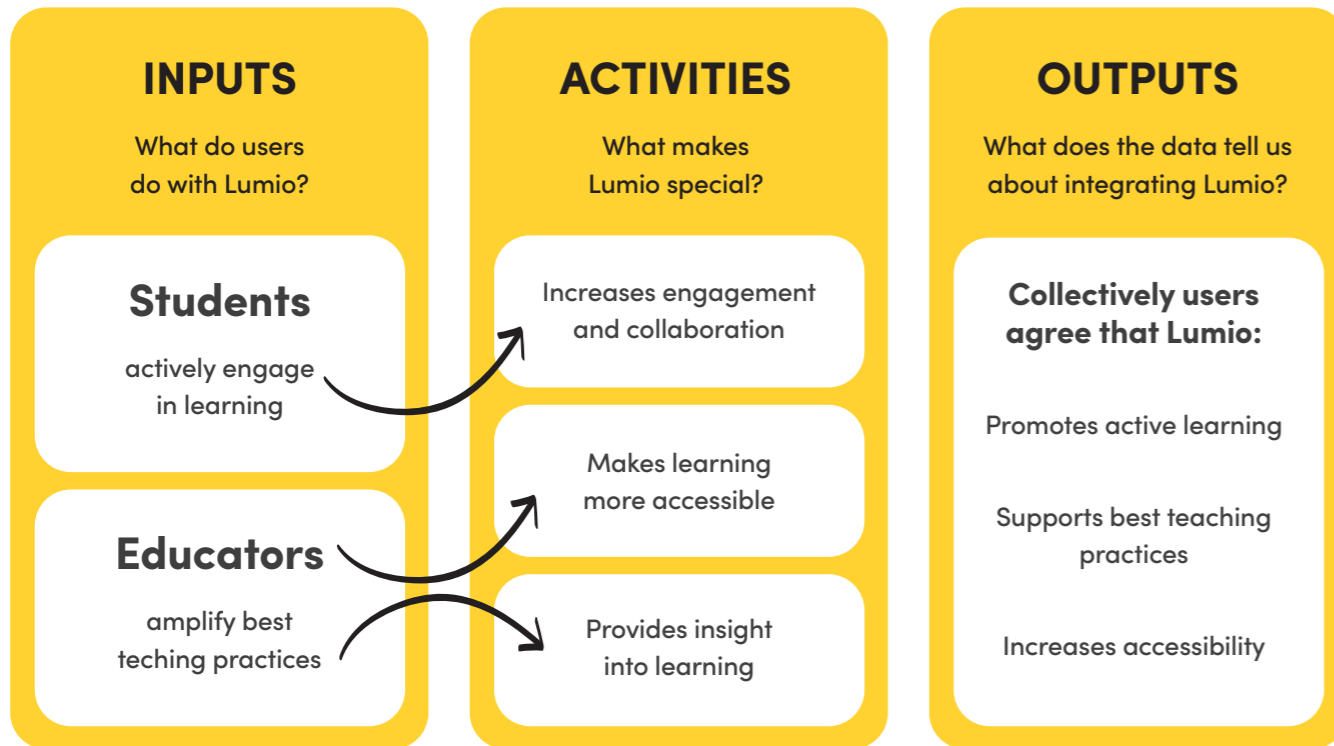 INPUTS
What do users
do with Lumio?
Students
actively engage
in learning
Educators
amplify best
teching practices
ACTIVITIES
What makes
Lumio special?
Increases engagement
and collaboration
Makes learning
more accessible
Provides insight
into learning
OUTPUTS
What does the data tell us
about integrating Lumio?
Collectively users
agree that Lumio:
Promotes active learning
Supports best teaching
practices
Increases accessibility